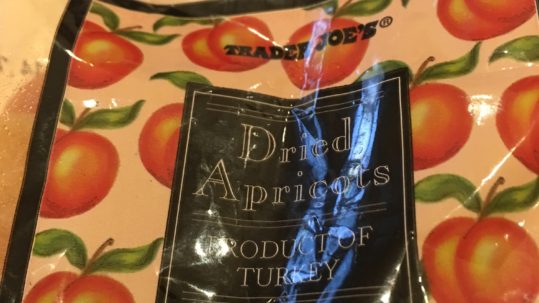 TRADER JOE'S®
Dried
Apricots
PRODUCT OF
TURKEY